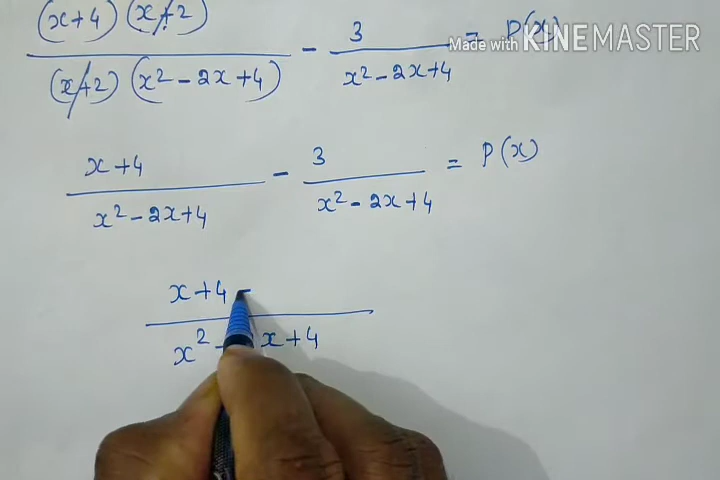 (x+4) (x+2)
Made with KINEMASTER
─────────── - ─────── = P(x)
3
(x+2) (x² - 2x+4)
x² - 2x+4
x+4
3
─────────── - ─────── = P(x)
x² - 2x+4
x² - 2x+4
x+4 -
───────────
x² - x+4